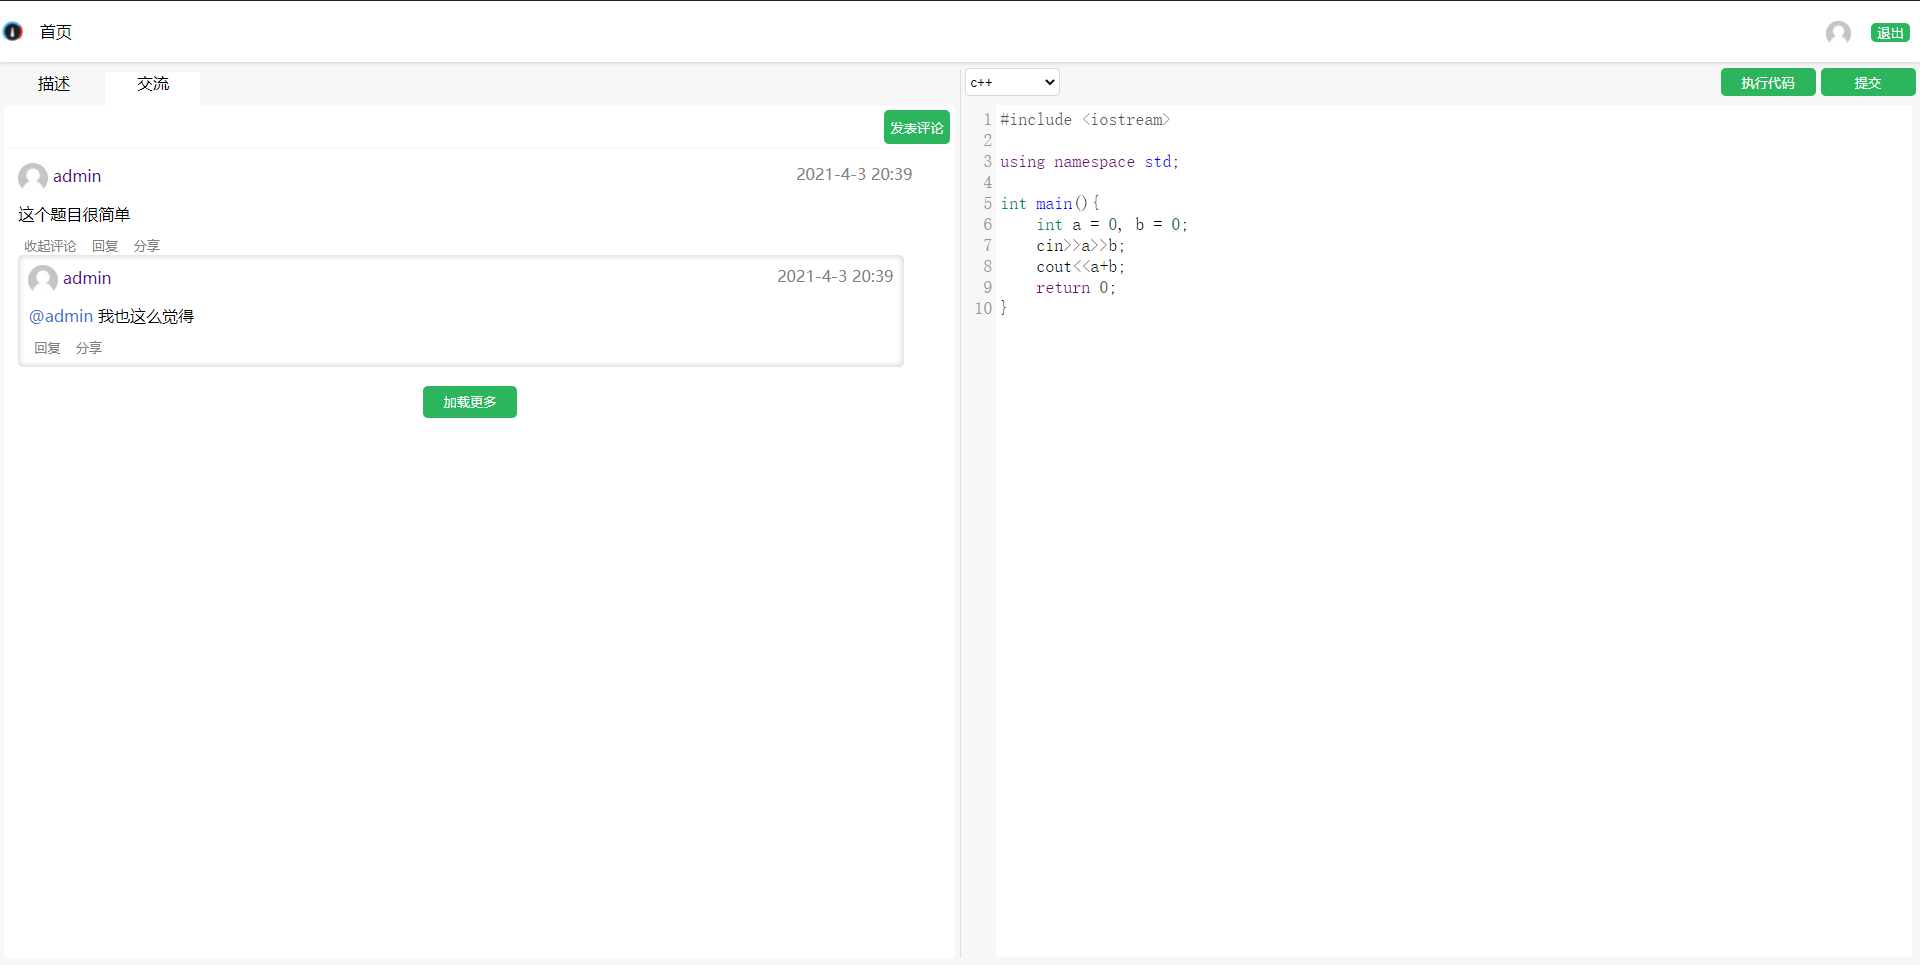 首页
退出
描述 交流
发表评论
admin 2021-4-3 20:39
这个题目很简单
收起评论 回复 分享
admin 2021-4-3 20:39
@admin 我也这么觉得
回复 分享
加载更多
c++ 执行代码 提交
1 #include <iostream>
2
3 using namespace std;
4
5 int main(){
6     int a = 0, b = 0;
7     cin>>a>>b;
8     cout<<a+b;
9     return 0;
10 }